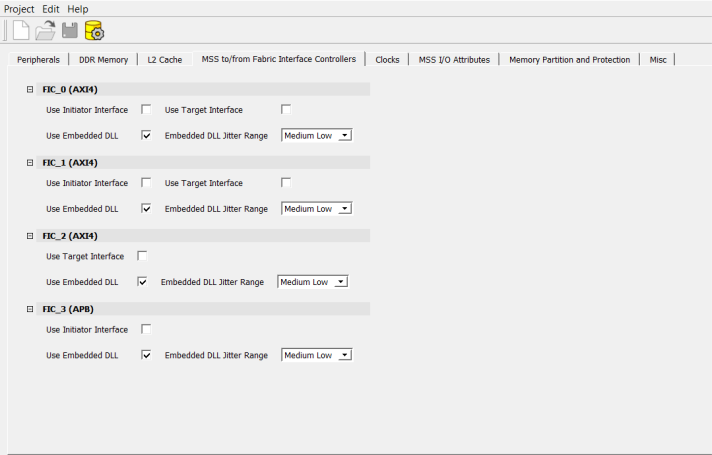 Project Edit Help
Peripherals DDR Memory L2 Cache MSS to/from Fabric Interface Controllers Clocks MSS I/O Attributes Memory Partition and Protection Misc
FIC_0 (AXI4)
Use Initiator Interface Use Target Interface
Use Embedded DLL Embedded DLL Jitter Range Medium Low
FIC_1 (AXI4)
Use Initiator Interface Use Target Interface
Use Embedded DLL Embedded DLL Jitter Range Medium Low
FIC_2 (AXI4)
Use Target Interface
Use Embedded DLL Embedded DLL Jitter Range Medium Low
FIC_3 (APB)
Use Initiator Interface
Use Embedded DLL Embedded DLL Jitter Range Medium Low